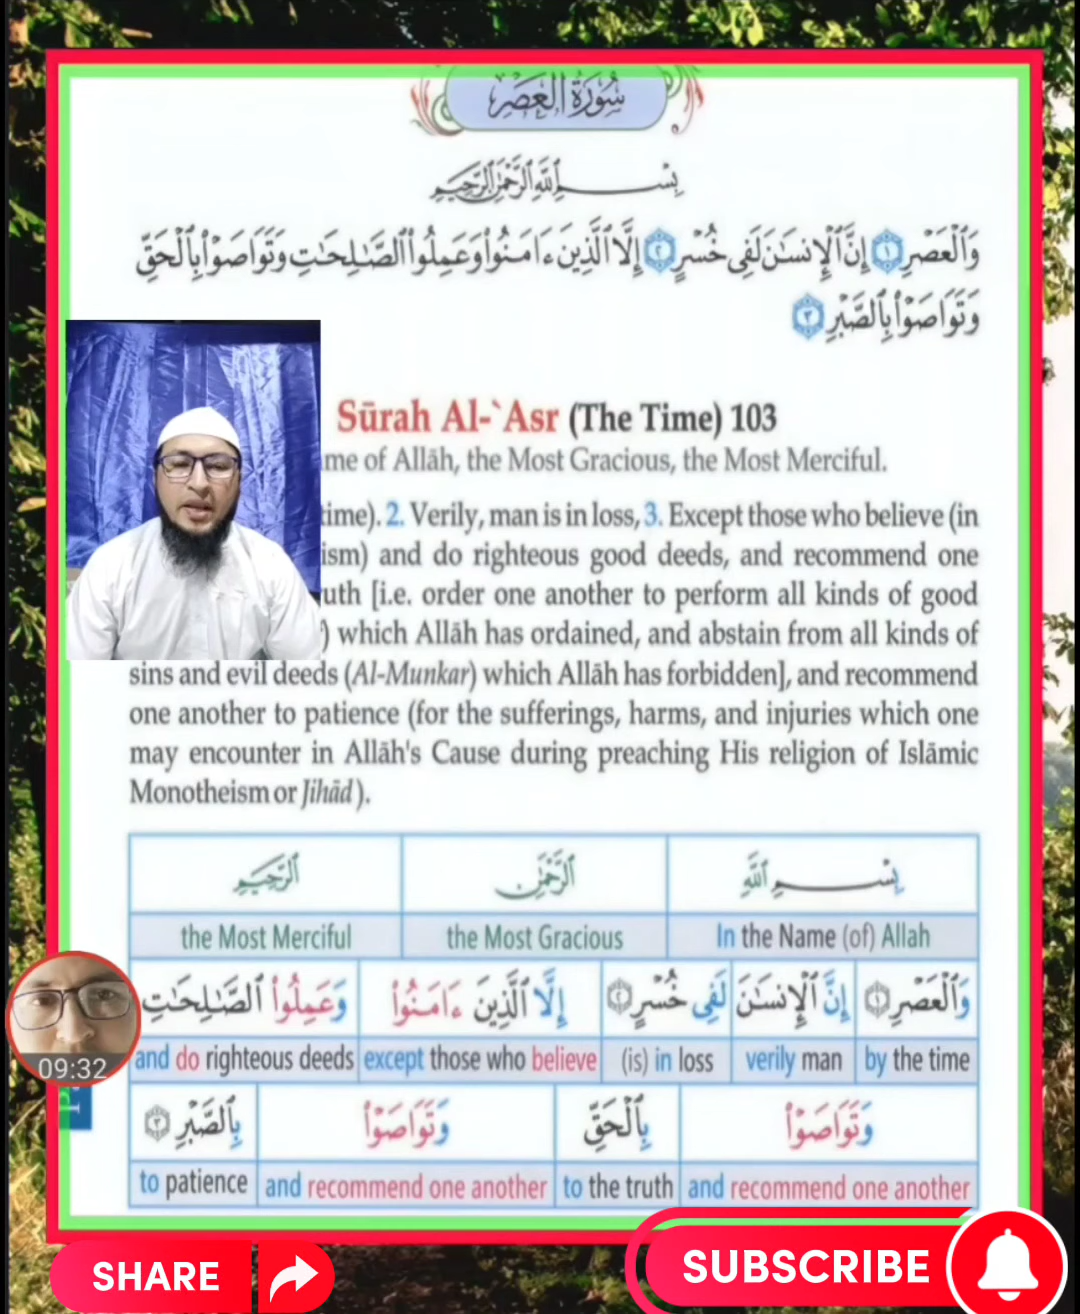 سُورَةُ العَصْرِ
بِسْمِ ٱللَّهِ ٱلرَّحْمَٰنِ ٱلرَّحِيمِ
وَٱلْعَصْرِ ۝١ إِنَّ ٱلْإِنسَٰنَ لَفِى خُسْرٍ ۝٢ إِلَّا ٱلَّذِينَ ءَامَنُوا۟ وَعَمِلُوا۟ ٱلصَّٰلِحَٰتِ وَتَوَاصَوْا۟ بِٱلْحَقِّ
وَتَوَاصَوْا۟ بِٱلصَّبْرِ ۝٣
Sūrah Al-`Asr (The Time) 103
me of Allāh, the Most Gracious, the Most Merciful.
time). 2. Verily, man is in loss, 3. Except those who believe (in
ism) and do righteous good deeds, and recommend one
uth [i.e. order one another to perform all kinds of good
) which Allāh has ordained, and abstain from all kinds of
sins and evil deeds (Al-Munkar) which Allāh has forbidden], and recommend
one another to patience (for the sufferings, harms, and injuries which one
may encounter in Allāh's Cause during preaching His religion of Islāmic
Monotheism or Jihād).
بِسْمِ ٱللَّهِ ٱلرَّحْمَٰنِ ٱلرَّحِيمِ
the Most Merciful the Most Gracious In the Name (of) Allah
وَٱلْعَصْرِ ۝١ إِنَّ ٱلْإِنسَٰنَ لَفِى خُسْرٍ ۝٢ إِلَّا ٱلَّذِينَ ءَامَنُوا۟ وَعَمِلُوا۟ ٱلصَّٰلِحَٰتِ
and do righteous deeds except those who believe (is) in loss verily man by the time
09:32
وَتَوَاصَوْا۟ بِٱلْحَقِّ وَتَوَاصَوْا۟ بِٱلصَّبْرِ ۝٣
to patience and recommend one another to the truth and recommend one another
SHARE
SUBSCRIBE